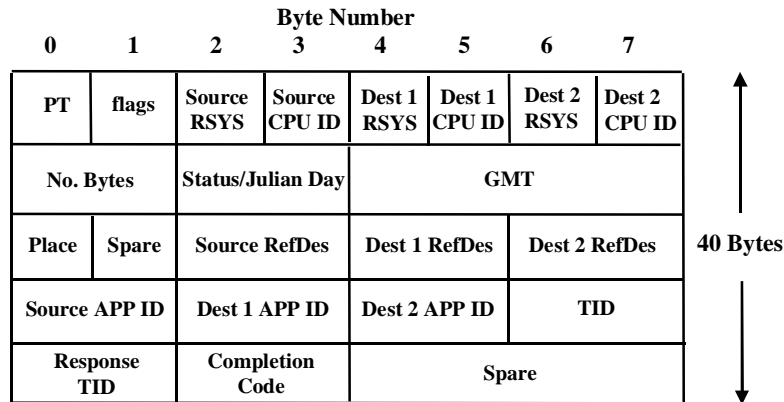 Byte Number
0 1 2 3 4 5 6 7
PT flags Source RSYS Source CPU ID Dest 1 RSYS Dest 1 CPU ID Dest 2 RSYS Dest 2 CPU ID
No. Bytes Status/Julian Day GMT
Place Spare Source RefDes Dest 1 RefDes Dest 2 RefDes
40 Bytes
Source APP ID Dest 1 APP ID Dest 2 APP ID TID
Response TID Completion Code Spare